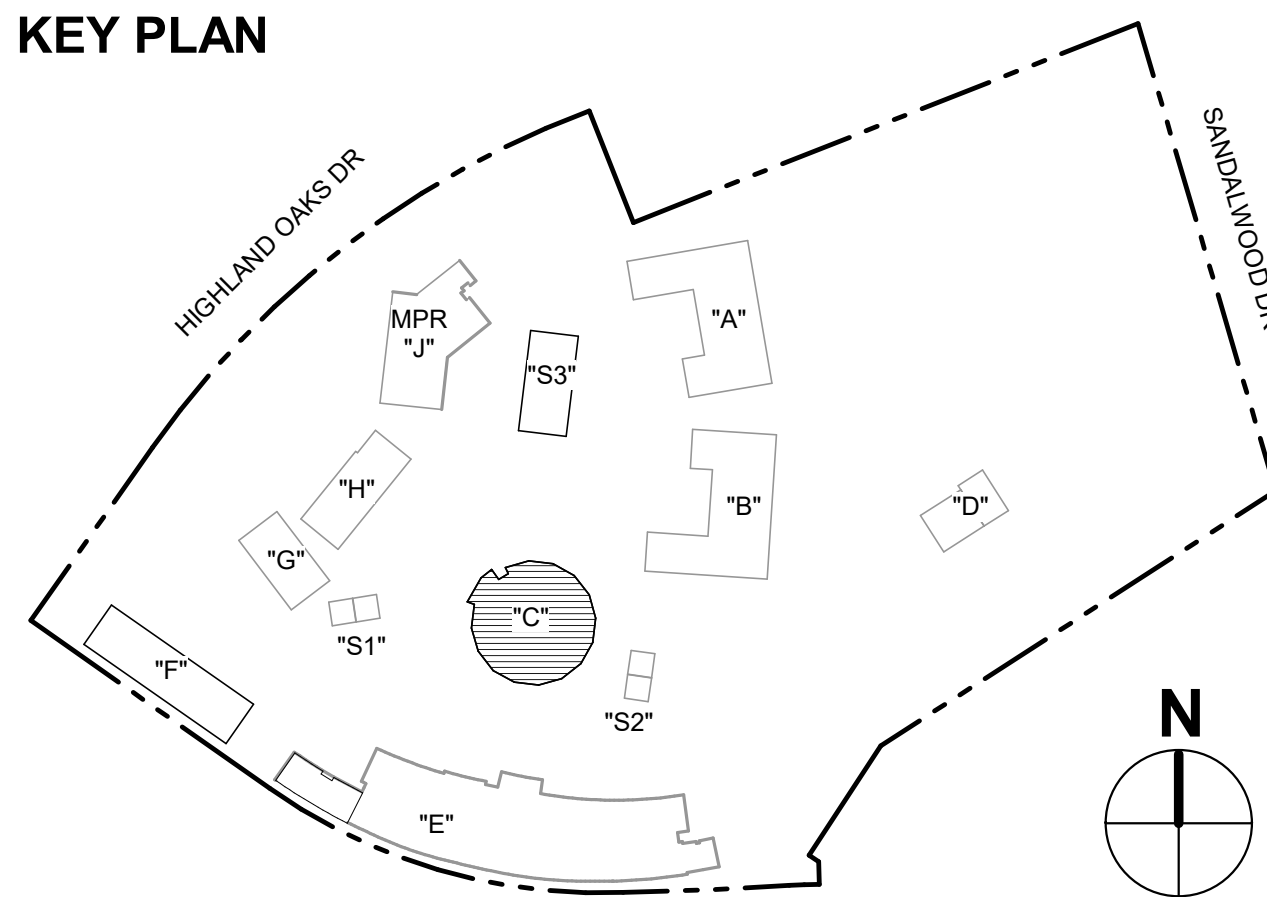 KEY PLAN
HIGHLAND OAKS DR
SANDALWOOD DR
MPR
"J"
"S3"
"A"
"H"
"B"
"D"
"G"
"C"
"S1"
"F"
"S2"
"E"
N